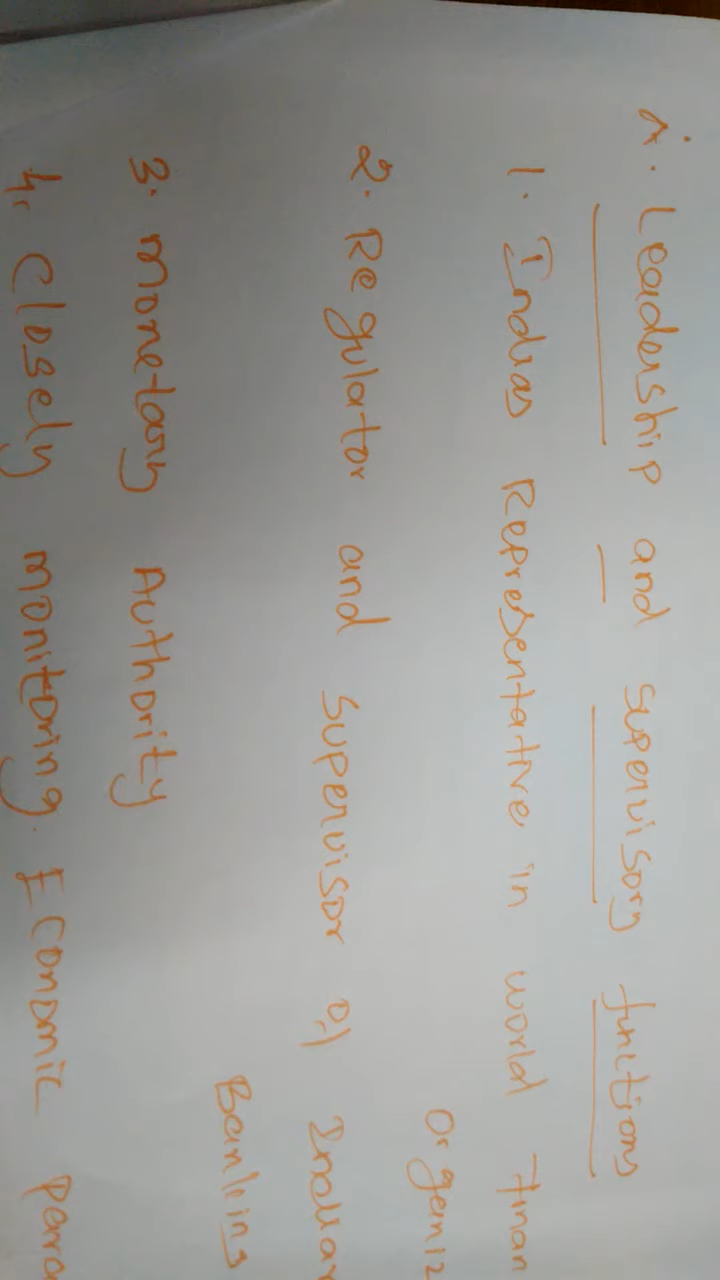 i. Leadership and supervisory functions
1. Indias Representative in world Finan
Organiz
2. Regulator and Supervisor of Indian
Banking
3. Monetary Authority
4. Closely monitoring Economic para